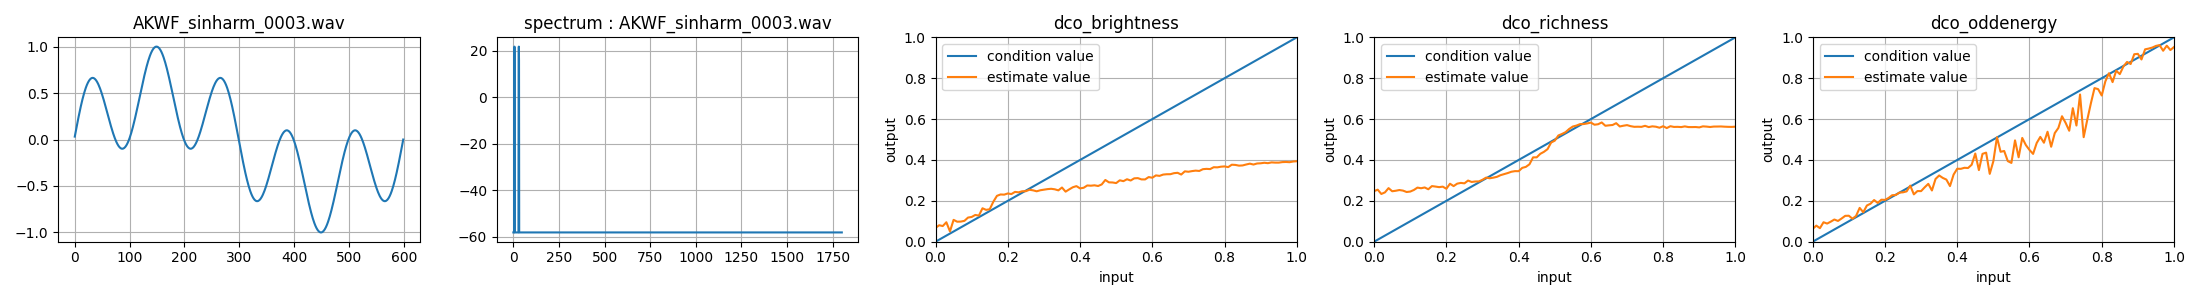 AKWF_sinharm_0003.wav
1.0
0.5
0.0
−0.5
−1.0
0 100 200 300 400 500 600
spectrum : AKWF_sinharm_0003.wav
20
0
−20
−40
−60
0 250 500 750 1000 1250 1500 1750
dco_brightness
condition value
estimate value
output
1.0
0.8
0.6
0.4
0.2
0.0
0.0 0.2 0.4 0.6 0.8 1.0
input
dco_richness
condition value
estimate value
output
1.0
0.8
0.6
0.4
0.2
0.0
0.0 0.2 0.4 0.6 0.8 1.0
input
dco_oddenergy
condition value
estimate value
output
1.0
0.8
0.6
0.4
0.2
0.0
0.0 0.2 0.4 0.6 0.8 1.0
input